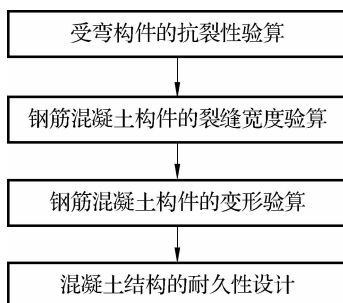 受弯构件的抗裂性验算
钢筋混凝土构件的裂缝宽度验算
钢筋混凝土构件的变形验算
混凝土结构的耐久性设计